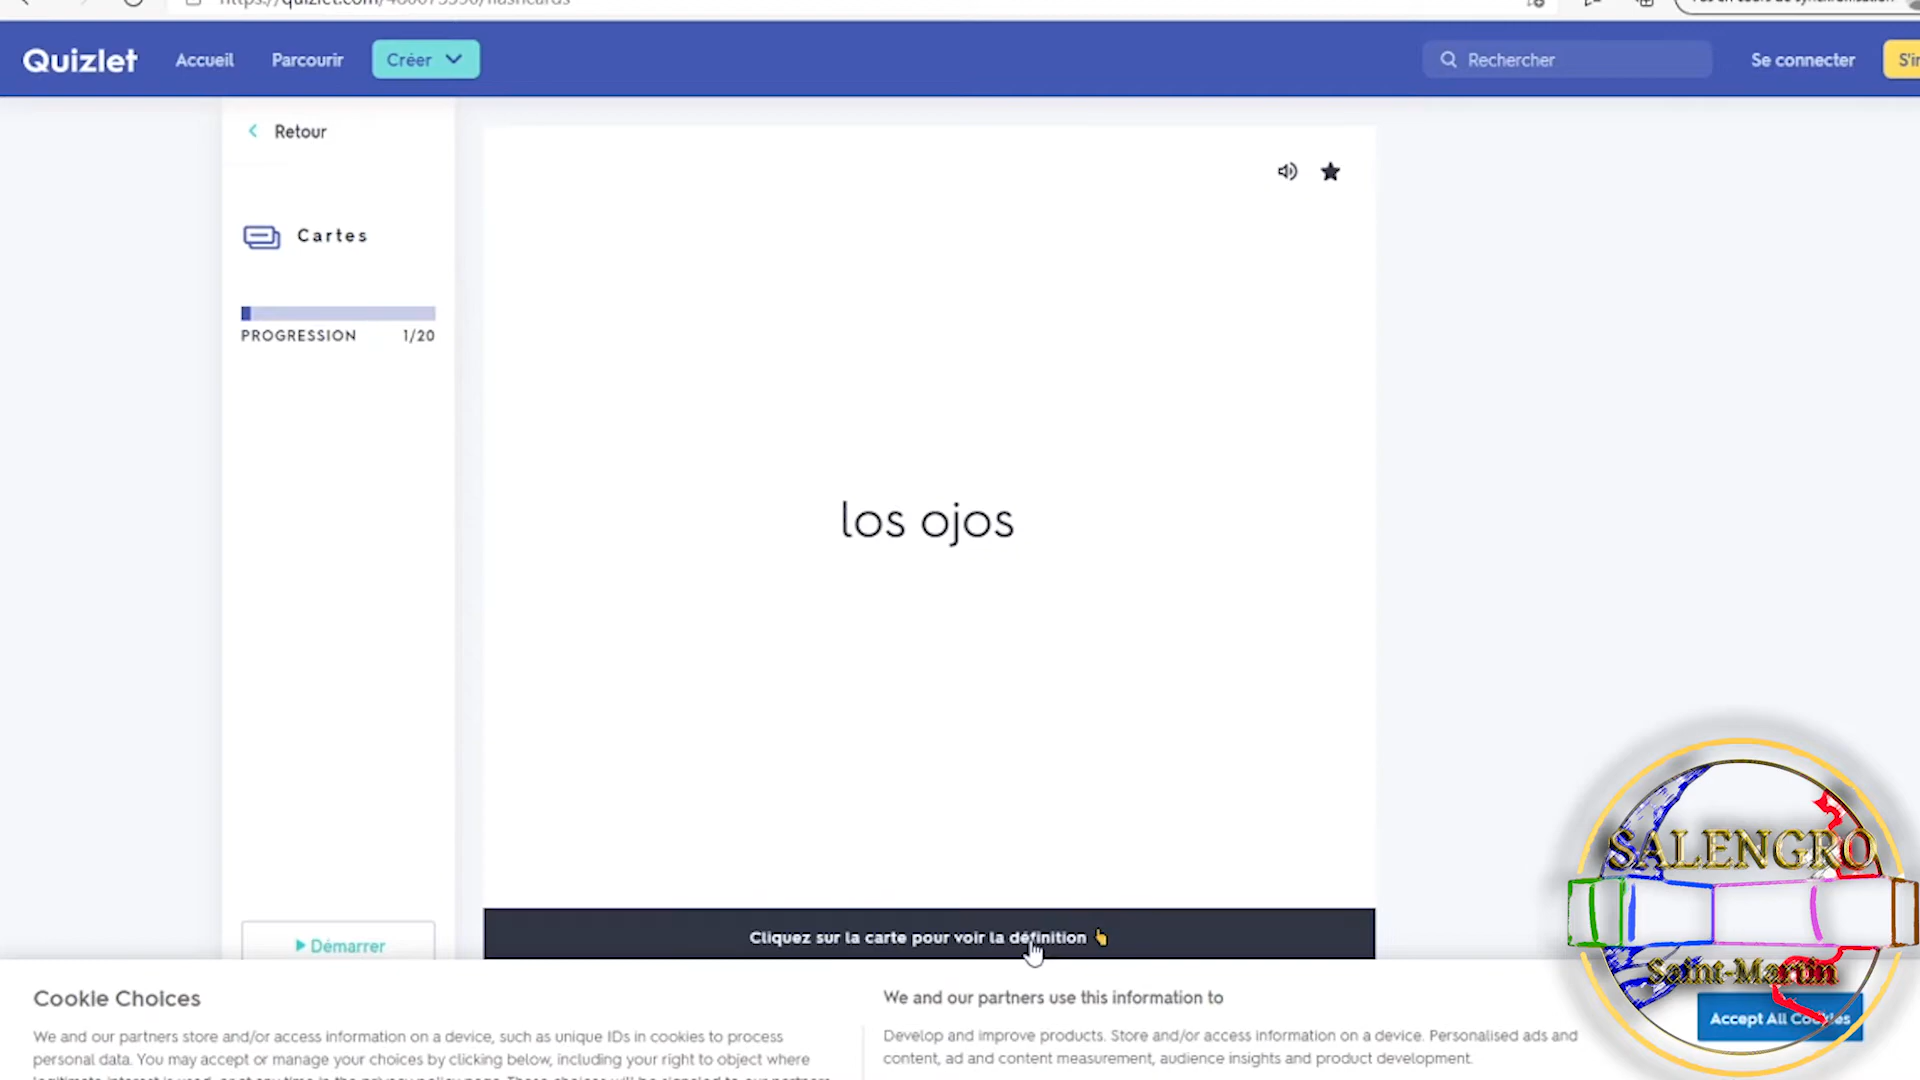 Quizlet Accueil Parcourir Créer Rechercher Se connecter
Retour
Cartes
PROGRESSION 1/20
los ojos
Cliquez sur la carte pour voir la définition
Démarrer
SALENGRO
Saint-Martin
Cookie Choices
We and our partners store and/or access information on a device, such as unique IDs in cookies to process
personal data. You may accept or manage your choices by clicking below, including your right to object where
We and our partners use this information to
Develop and improve products. Store and/or access information on a device. Personalised ads and
content, ad and content measurement, audience insights and product development.
Accept All Cookies